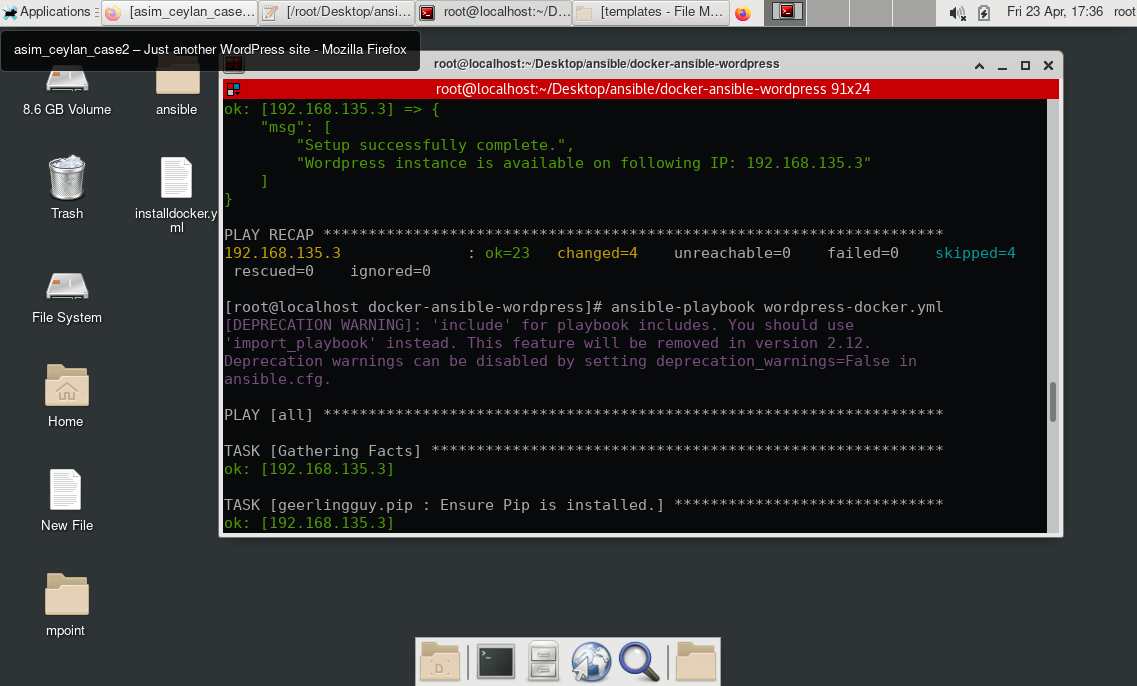 Applications
[asim_ceylan_case...
[/root/Desktop/ansi...
root@localhost:~/D...
[templates - File M...
Fri 23 Apr, 17:36
root
asim_ceylan_case2 – Just another WordPress site - Mozilla Firefox
8.6 GB Volume
ansible
Trash
installdocker.y
ml
File System
Home
New File
mpoint
root@localhost:~/Desktop/ansible/docker-ansible-wordpress
root@localhost:~/Desktop/ansible/docker-ansible-wordpress 91x24
ok: [192.168.135.3] => {
    "msg": [
        "Setup successfully complete.",
        "Wordpress instance is available on following IP: 192.168.135.3"
    ]
}
PLAY RECAP *********************************************************************
192.168.135.3              : ok=23   changed=4    unreachable=0    failed=0    skipped=4
 rescued=0    ignored=0
[root@localhost docker-ansible-wordpress]# ansible-playbook wordpress-docker.yml
[DEPRECATION WARNING]: 'include' for playbook includes. You should use
'import_playbook' instead. This feature will be removed in version 2.12.
Deprecation warnings can be disabled by setting deprecation_warnings=False in
ansible.cfg.
PLAY [all] *********************************************************************
TASK [Gathering Facts] *********************************************************
ok: [192.168.135.3]
TASK [geerlingguy.pip : Ensure Pip is installed.] ******************************
ok: [192.168.135.3]